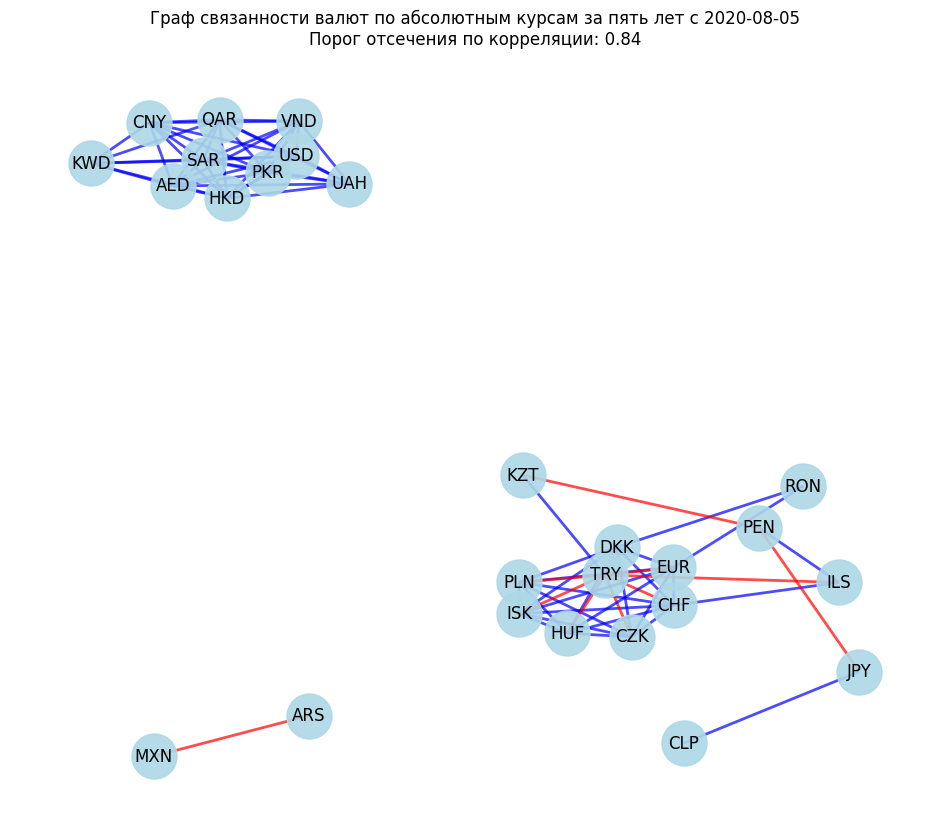 Граф связанности валют по абсолютным курсам за пять лет с 2020-08-05
Порог отсечения по корреляции: 0.84
CNY
QAR
VND
KWD
SAR
USD
PKR
AED
HKD
UAH
KZT
RON
PEN
DKK
EUR
TRY
PLN
ILS
ISK
CHF
HUF
CZK
JPY
ARS
CLP
MXN